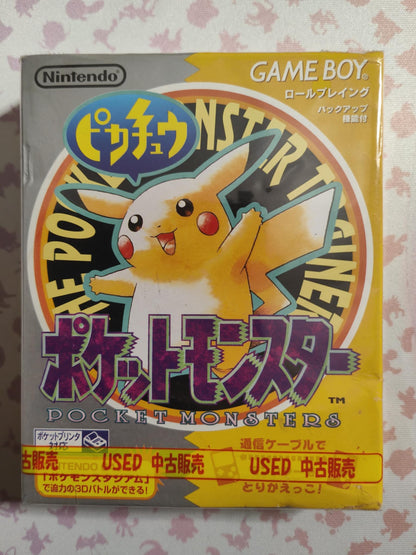 Nintendo
GAME BOY®
ロールプレイング
バックアップ
機能付
ピカチュウ
THE POCKET MONSTER TRAINER
ポケットモンスター
TM
POCKET MONSTERS
ポケットプリンタ
対応
通信ケーブルで
古販売 USED 中古販売 USED 中古販売
NINTENDO
「ポケモンスタジアム」
で迫力の3Dバトルができる!
とりかえっこ!